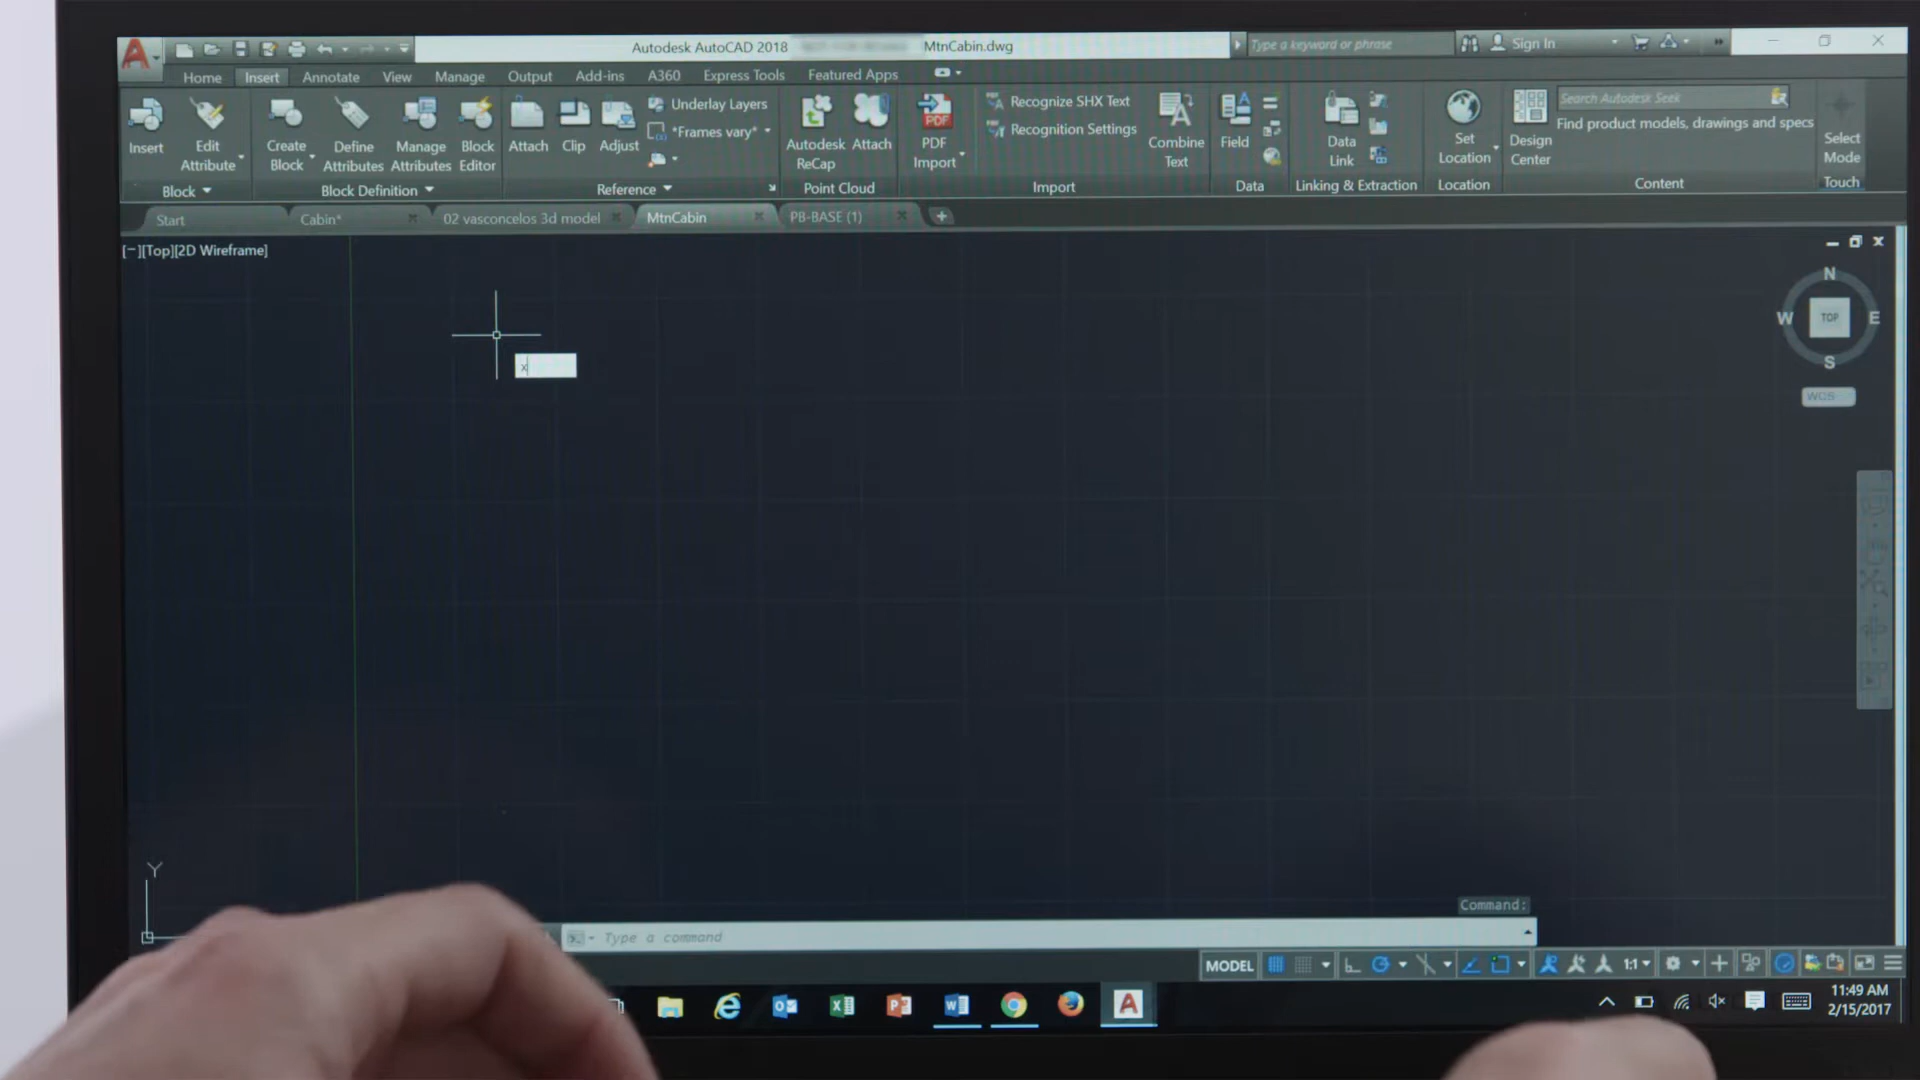 Autodesk AutoCAD 2018 MtnCabin.dwg Type a keyword or phrase Sign In
Home Insert Annotate View Manage Output Add-ins A360 Express Tools Featured Apps
Insert
Edit Attribute
Create Block
Define Attributes
Manage Attributes
Block Editor
Attach
Clip
Adjust
Underlay Layers
*Frames vary*
Autodesk ReCap
Attach
PDF
PDF Import
Recognize SHX Text
Recognition Settings
Combine Text
Field
Data Link
Set Location
Design Center
Search Autodesk Seek
Find product models, drawings and specs
Select Mode
Block Block Definition Reference Point Cloud Import Data Linking & Extraction Location Content Touch
Start Cabin* 02 vasconcelos 3d model MtnCabin PB-BASE (1)
[−][Top][2D Wireframe]
N
W TOP E
S
WCS
x
Y
Command:
Type a command
MODEL 1:1
11:49 AM
2/15/2017